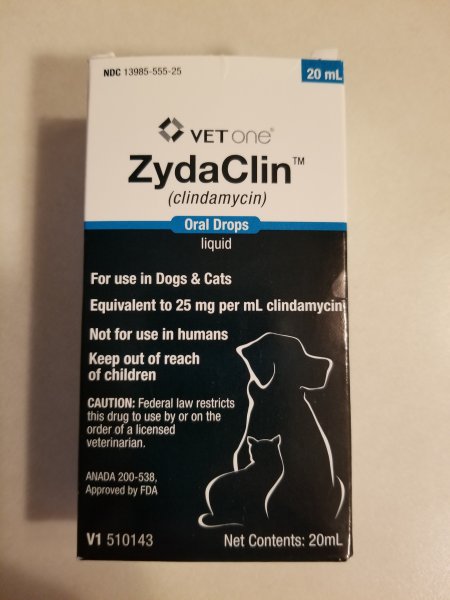 NDC 13985-555-25
20 mL
VET one®
ZydaClin™
(clindamycin)
Oral Drops
liquid
For use in Dogs & Cats
Equivalent to 25 mg per mL clindamycin
Not for use in humans
Keep out of reach
of children
CAUTION: Federal law restricts
this drug to use by or on the
order of a licensed
veterinarian.
ANADA 200-538,
Approved by FDA
V1 510143
Net Contents: 20mL